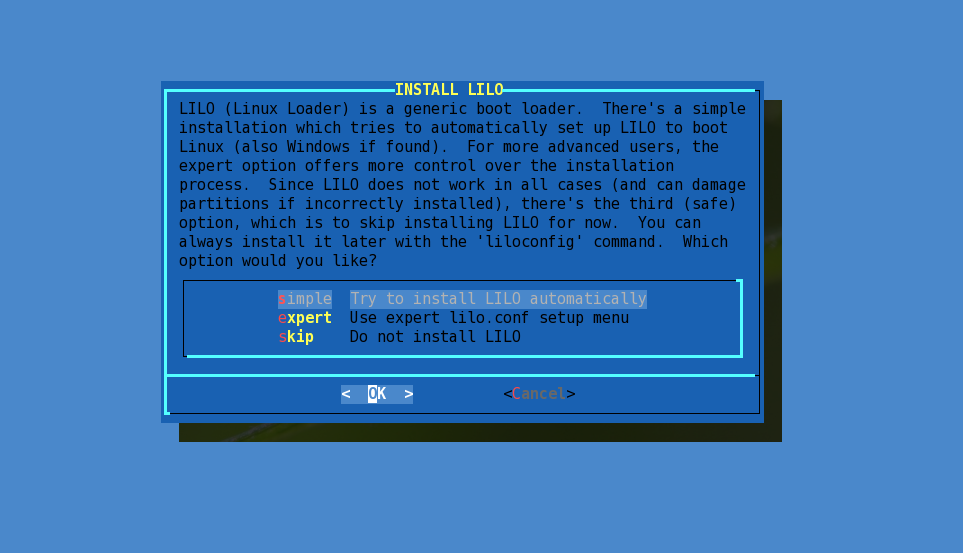 INSTALL LILO
LILO (Linux Loader) is a generic boot loader.  There's a simple
installation which tries to automatically set up LILO to boot
Linux (also Windows if found).  For more advanced users, the
expert option offers more control over the installation
process.  Since LILO does not work in all cases (and can damage
partitions if incorrectly installed), there's the third (safe)
option, which is to skip installing LILO for now.  You can
always install it later with the 'liloconfig' command.  Which
option would you like?
simple  Try to install LILO automatically
expert  Use expert lilo.conf setup menu
skip    Do not install LILO
<  OK  >          <Cancel>